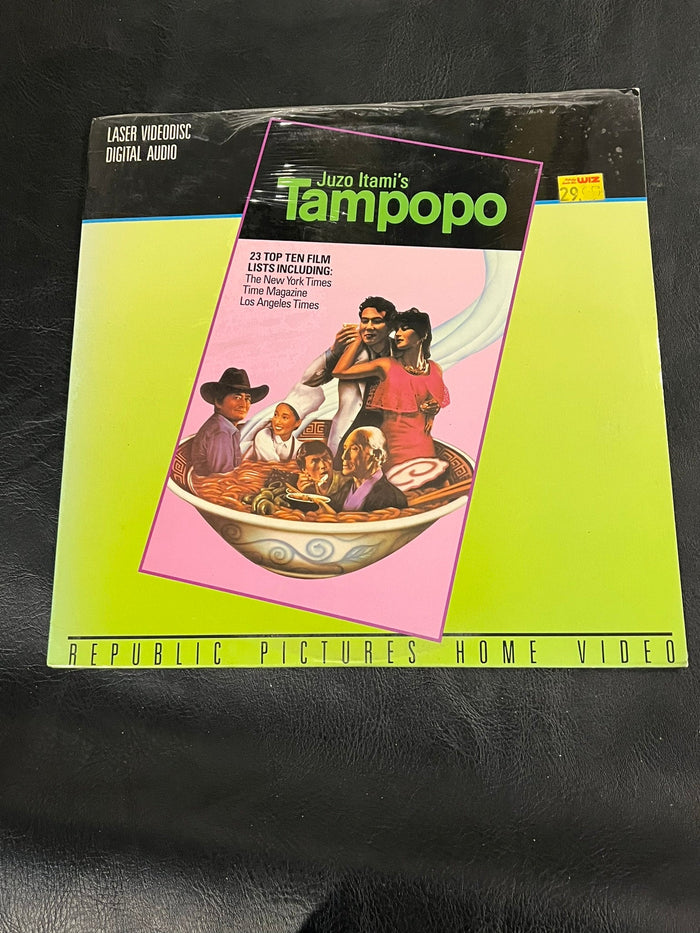 LASER VIDEODISC
DIGITAL AUDIO
Juzo Itami's
Tampopo
WIZ
29.
23 TOP TEN FILM
LISTS INCLUDING:
The New York Times
Time Magazine
Los Angeles Times
REPUBLIC PICTURES HOME VIDEO